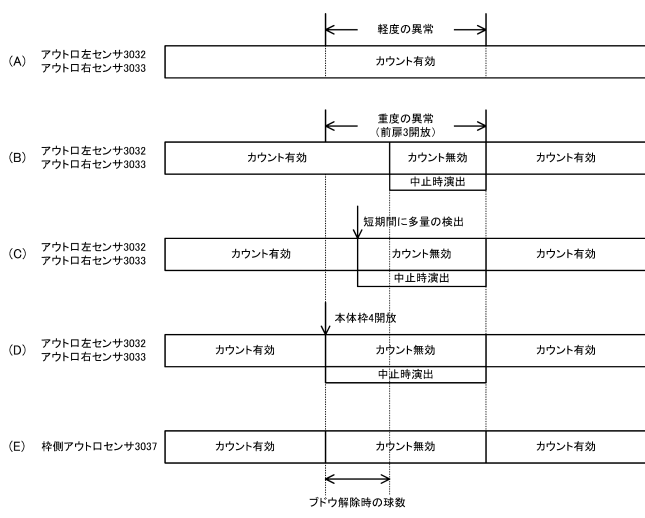 軽度の異常
(A) アウトロ左センサ3032
アウトロ右センサ3033
カウント有効
重度の異常
(前扉3開放)
(B) アウトロ左センサ3032
アウトロ右センサ3033
カウント有効 カウント無効 カウント有効
中止時演出
短期間に多量の検出
(C) アウトロ左センサ3032
アウトロ右センサ3033
カウント有効 カウント無効 カウント有効
中止時演出
本体枠4開放
(D) アウトロ左センサ3032
アウトロ右センサ3033
カウント有効 カウント無効 カウント有効
中止時演出
(E) 枠側アウトロセンサ3037 カウント有効 カウント無効 カウント有効
ブドウ解除時の球数